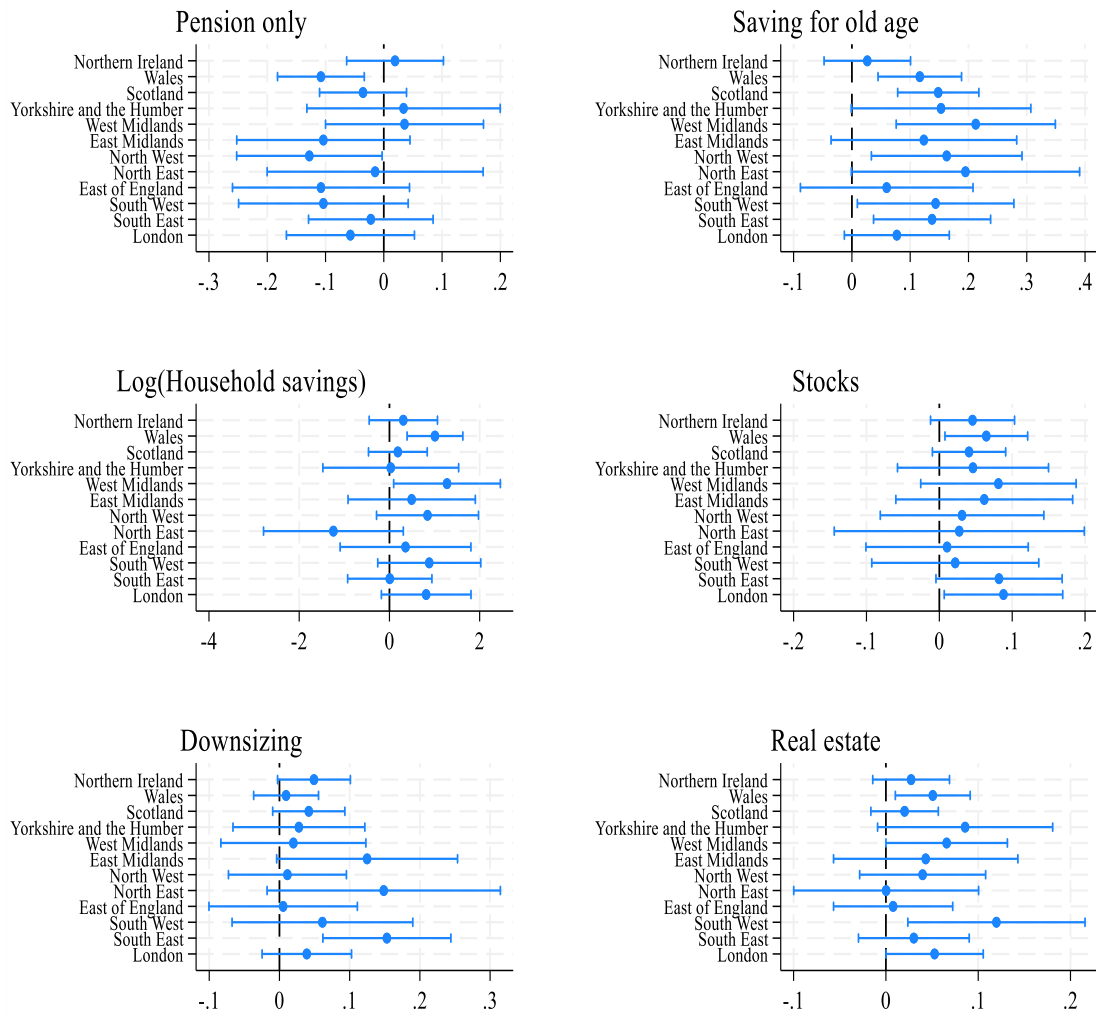 Pension only
Northern Ireland
Wales
Scotland
Yorkshire and the Humber
West Midlands
East Midlands
North West
North East
East of England
South West
South East
London
-.3 -.2 -.1 0 .1 .2
Saving for old age
Northern Ireland
Wales
Scotland
Yorkshire and the Humber
West Midlands
East Midlands
North West
North East
East of England
South West
South East
London
-.1 0 .1 .2 .3 .4
Log(Household savings)
Northern Ireland
Wales
Scotland
Yorkshire and the Humber
West Midlands
East Midlands
North West
North East
East of England
South West
South East
London
-4 -2 0 2
Stocks
Northern Ireland
Wales
Scotland
Yorkshire and the Humber
West Midlands
East Midlands
North West
North East
East of England
South West
South East
London
-.2 -.1 0 .1 .2
Downsizing
Northern Ireland
Wales
Scotland
Yorkshire and the Humber
West Midlands
East Midlands
North West
North East
East of England
South West
South East
London
-.1 0 .1 .2 .3
Real estate
Northern Ireland
Wales
Scotland
Yorkshire and the Humber
West Midlands
East Midlands
North West
North East
East of England
South West
South East
London
-.1 0 .1 .2